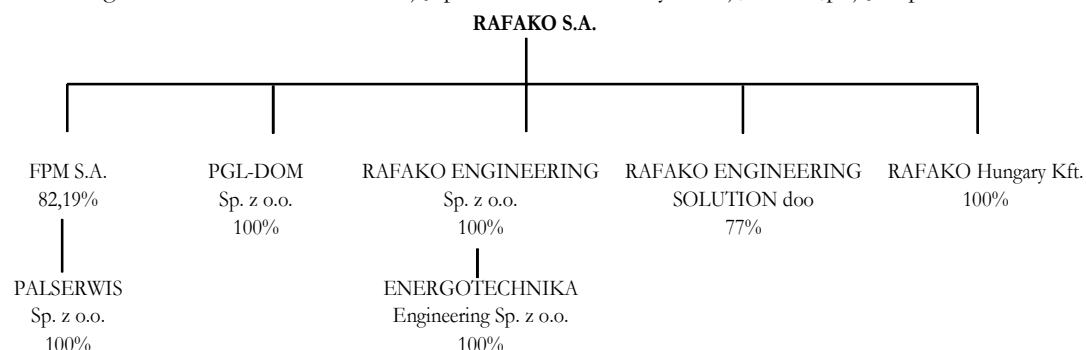 RAFAKO S.A.
FPM S.A.
82,19%
PGL-DOM
Sp. z o.o.
100%
RAFAKO ENGINEERING
Sp. z o.o.
100%
RAFAKO ENGINEERING
SOLUTION doo
77%
RAFAKO Hungary Kft.
100%
PALSERWIS
Sp. z o.o.
100%
ENERGOTECHNIKA
Engineering Sp. z o.o.
100%